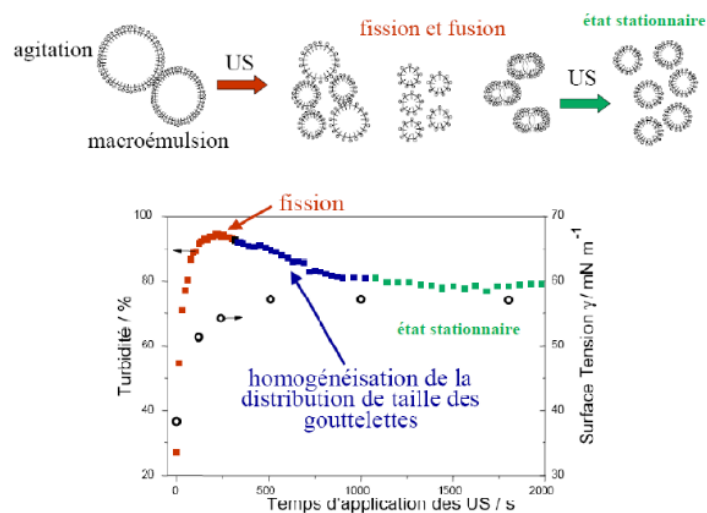 agitation
US
fission et fusion
état stationnaire
US
macroémulsion
fission
100
80
60
40
20
Turbidité / %
70
60
50
40
30
Surface Tension γ / mN m⁻¹
état stationnaire
homogénéisation de la
distribution de taille des
gouttelettes
0 500 1000 1500 2000
Temps d'application des US / s